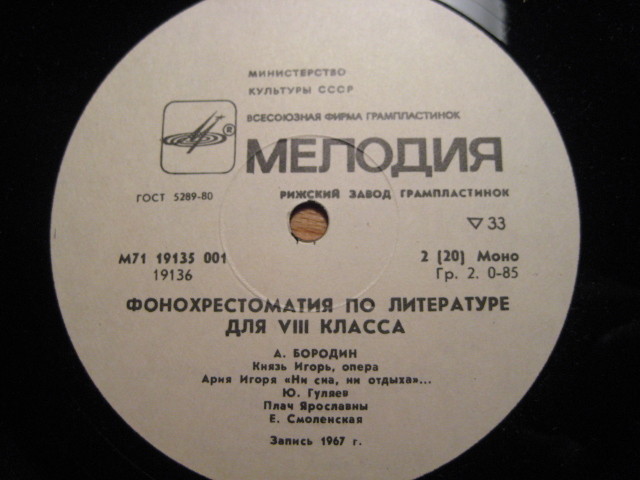 МИНИСТЕРСТВО
КУЛЬТУРЫ СССР
ВСЕСОЮЗНАЯ ФИРМА ГРАМПЛАСТИНОК
®
МЕЛОДИЯ
ГОСТ 5289-80
РИЖСКИЙ ЗАВОД ГРАМПЛАСТИНОК
▽ 33
М71 19135 001
2 (20) Моно
19136
Гр. 2. 0-85
ФОНОХРЕСТОМАТИЯ ПО ЛИТЕРАТУРЕ
ДЛЯ VIII КЛАССА
А. БОРОДИН
Князь Игорь, опера
Ария Игоря «Ни сна, ни отдыха»...
Ю. Гуляев
Плач Ярославны
Е. Смоленская
Запись 1967 г.